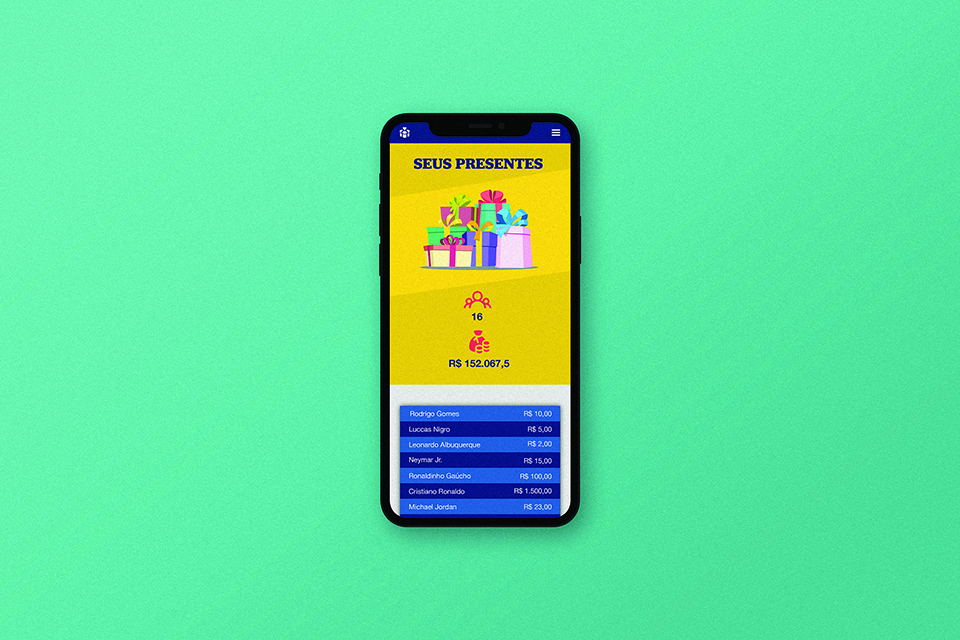 SEUS PRESENTES
16
R$ 152.067,5
Rodrigo Gomes R$ 10,00
Luccas Nigro R$ 5,00
Leonardo Albuquerque R$ 2,00
Neymar Jr. R$ 15,00
Ronaldinho Gaúcho R$ 100,00
Cristiano Ronaldo R$ 1.500,00
Michael Jordan R$ 23,00